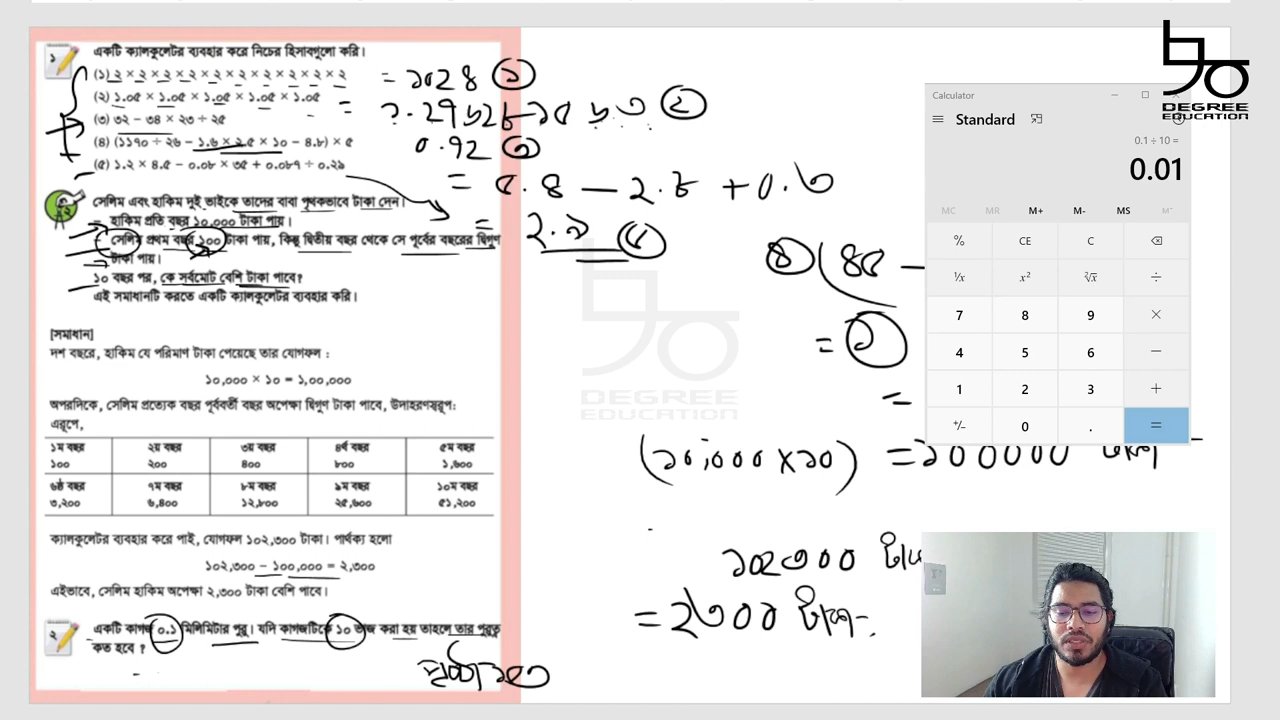 একটি ক্যালকুলেটর ব্যবহার করে নিচের হিসাবগুলো করি।
(১) ২ × ২ × ২ × ২ × ২ × ২ × ২ × ২ × ২ × ২
(২) ১.০৫ × ১.০৫ × ১.০৫ × ১.০৫ × ১.০৫
(৩) ৩২ − ৩৪ × ২৩ ÷ ২৫
(৪) (১১৭০ ÷ ২৬ − ১.৬ × ২.৫ × ১০ − ৪.৮) × ৫
(৫) ১.২ × ৪.৫ − ০.০৮ × ৩৫ + ০.০৮৭ ÷ ০.২৯
সেলিম এবং হাকিম দুই ভাইকে তাদের বাবা পৃথকভাবে টাকা দেন।
– হাকিম প্রতি বছর ১০,০০০ টাকা পায়।
– সেলিম প্রথম বছর ১০০ টাকা পায়, কিন্তু দ্বিতীয় বছর থেকে সে পূর্বের বছরের দ্বিগুণ
টাকা পায়।
১০ বছর পর, কে সর্বমোট বেশি টাকা পাবে?
এই সমাধানটি করতে একটি ক্যালকুলেটর ব্যবহার করি।
[সমাধান]
দশ বছরে, হাকিম যে পরিমাণ টাকা পেয়েছে তার যোগফল :
১০,০০০ × ১০ = ১,০০,০০০
অপরদিকে, সেলিম প্রত্যেক বছর পূর্ববর্তী বছর অপেক্ষা দ্বিগুণ টাকা পাবে, উদাহরণস্বরূপ:
এরূপে,
১ম বছর ২য় বছর ৩য় বছর ৪র্থ বছর ৫ম বছর
১০০ ২০০ ৪০০ ৮০০ ১,৬০০
৬ষ্ঠ বছর ৭ম বছর ৮ম বছর ৯ম বছর ১০ম বছর
৩,২০০ ৬,৪০০ ১২,৮০০ ২৫,৬০০ ৫১,২০০
ক্যালকুলেটর ব্যবহার করে পাই, যোগফল ১০২,৩০০ টাকা। পার্থক্য হলো
১০২,৩০০ − ১০০,০০০ = ২,৩০০
এইভাবে, সেলিম হাকিম অপেক্ষা ২,৩০০ টাকা বেশি পাবে।
একটি কাগজ ০.১ মিলিমিটার পুরু। যদি কাগজটিকে ১০ ভাজ করা হয় তাহলে তার পুরুত্ব
কত হবে ?
= ১০২৪ ①
০.৭২ ③
= ৫.৪ − ২.৮ + ০.৩
= ২.৯ ⑤
④ (৪৫ −
= ①
=
(১০,০০০ × ১০) = ১০০০০০ টাকা
১০২৩০০ টাকা
= ২৩০০ টাকা
DEGREE
EDUCATION
DEGREE
EDUCATION
Calculator
Standard
0.1 ÷ 10 =
0.01
MC MR M+ M- MS M˅
% CE C
¹/x x² ²√x ÷
7 8 9 ×
4 5 6 −
1 2 3 +
+/− 0 . =